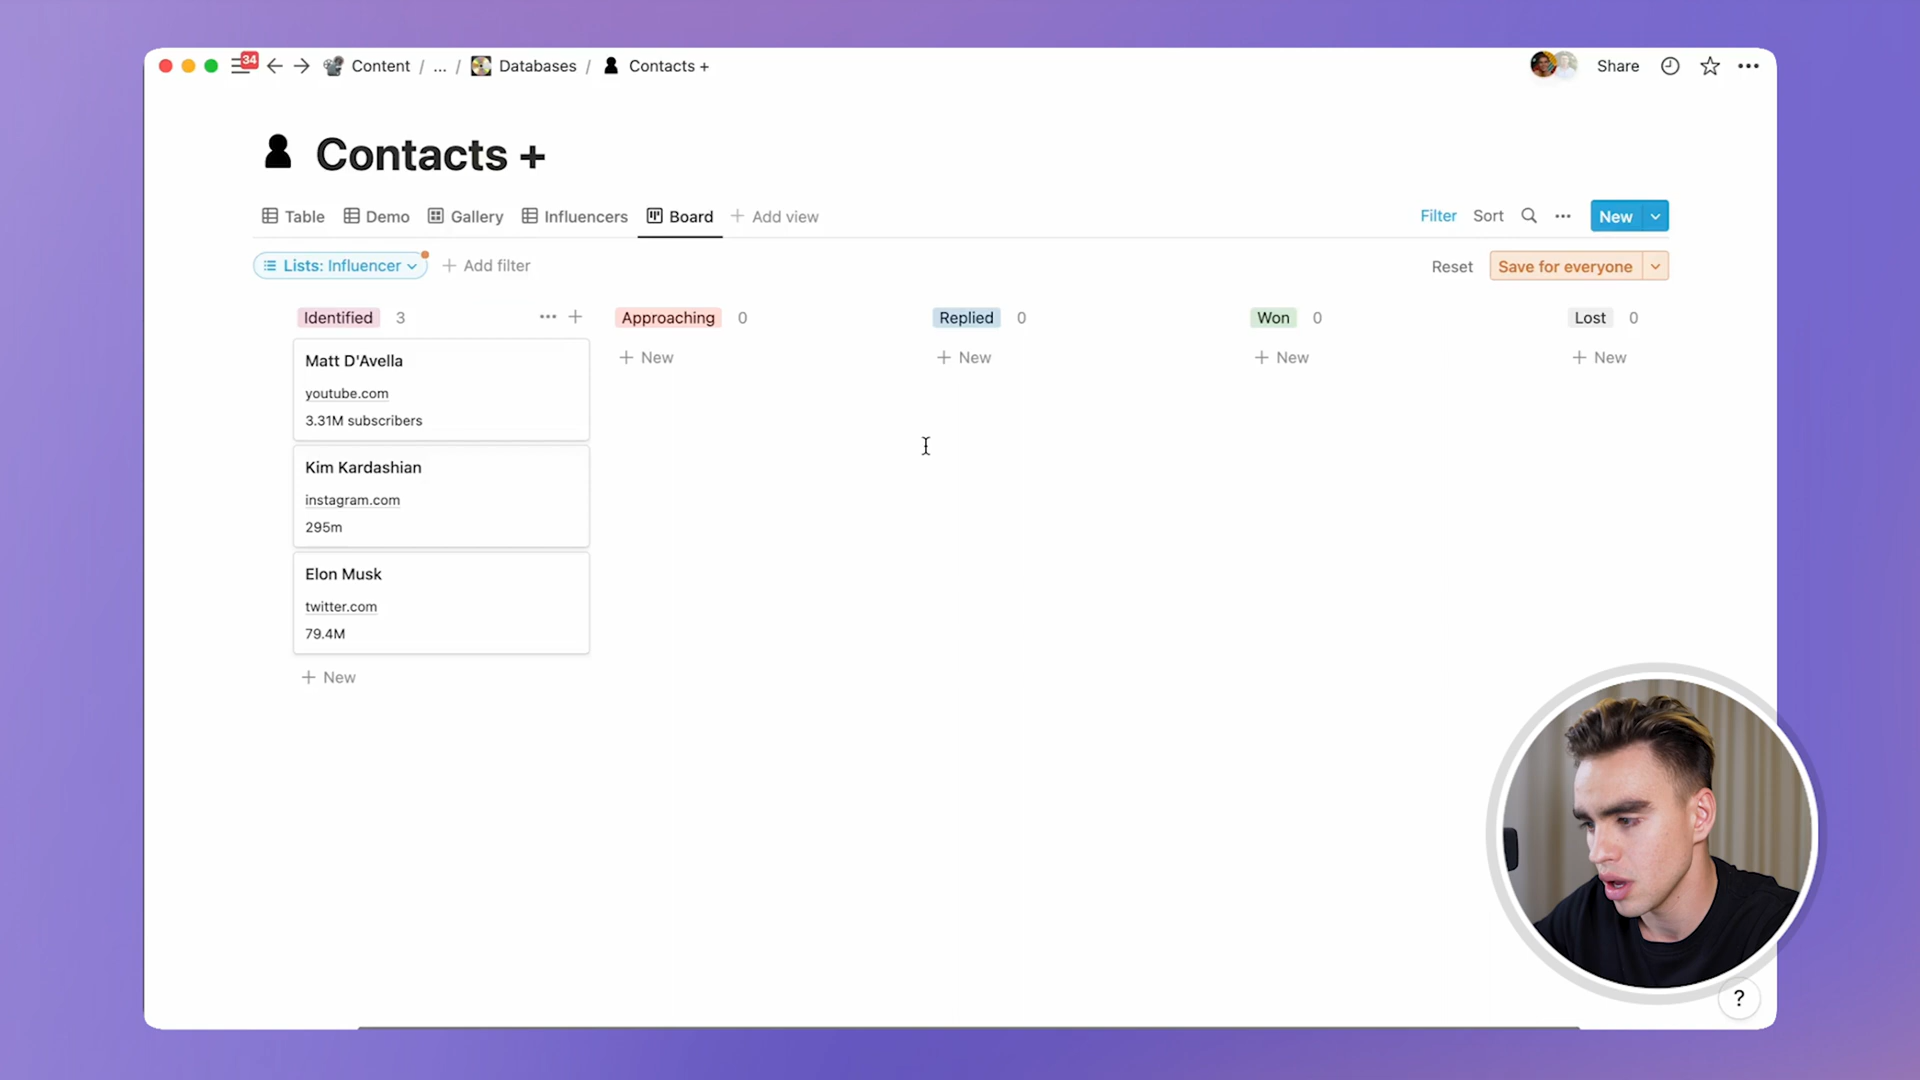 34 Content / ... / Databases / Contacts + Share
Contacts +
Table Demo Gallery Influencers Board + Add view Filter Sort New
Lists: Influencer + Add filter Reset Save for everyone
Identified 3 Approaching 0 Replied 0 Won 0 Lost 0
+ New + New + New + New
Matt D'Avella
youtube.com
3.31M subscribers
Kim Kardashian
instagram.com
295m
Elon Musk
twitter.com
79.4M
+ New
?